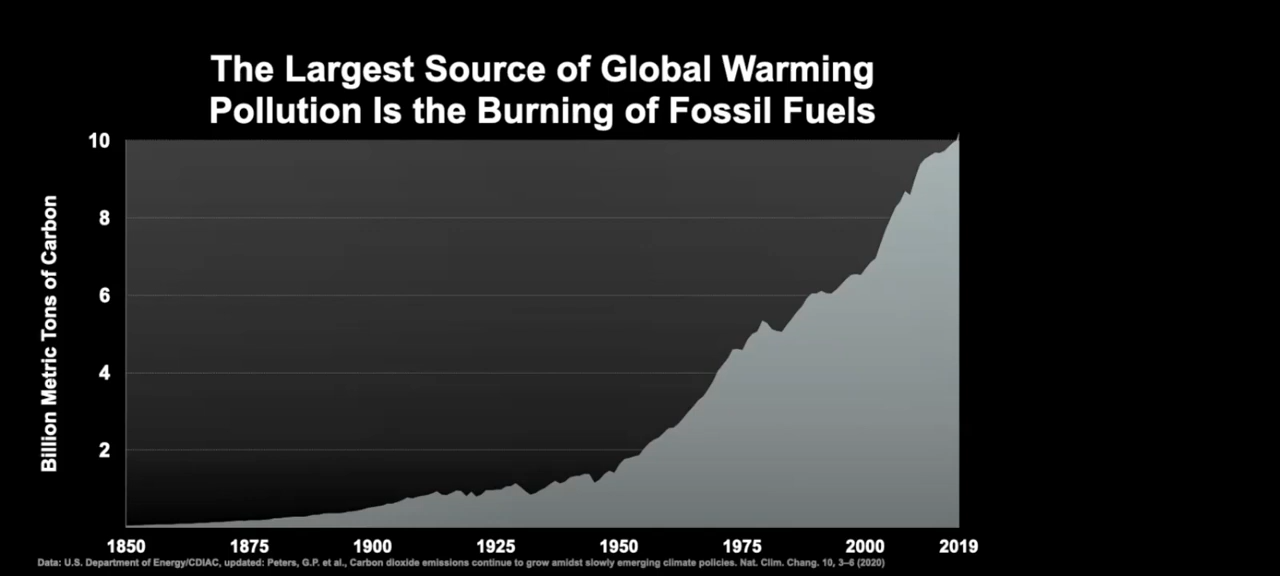 The Largest Source of Global Warming
Pollution Is the Burning of Fossil Fuels
Billion Metric Tons of Carbon
10
8
6
4
2
1850 1875 1900 1925 1950 1975 2000 2019
Data: U.S. Department of Energy/CDIAC, updated: Peters, G.P. et al., Carbon dioxide emissions continue to grow amidst slowly emerging climate policies. Nat. Clim. Chang. 10, 3–6 (2020)